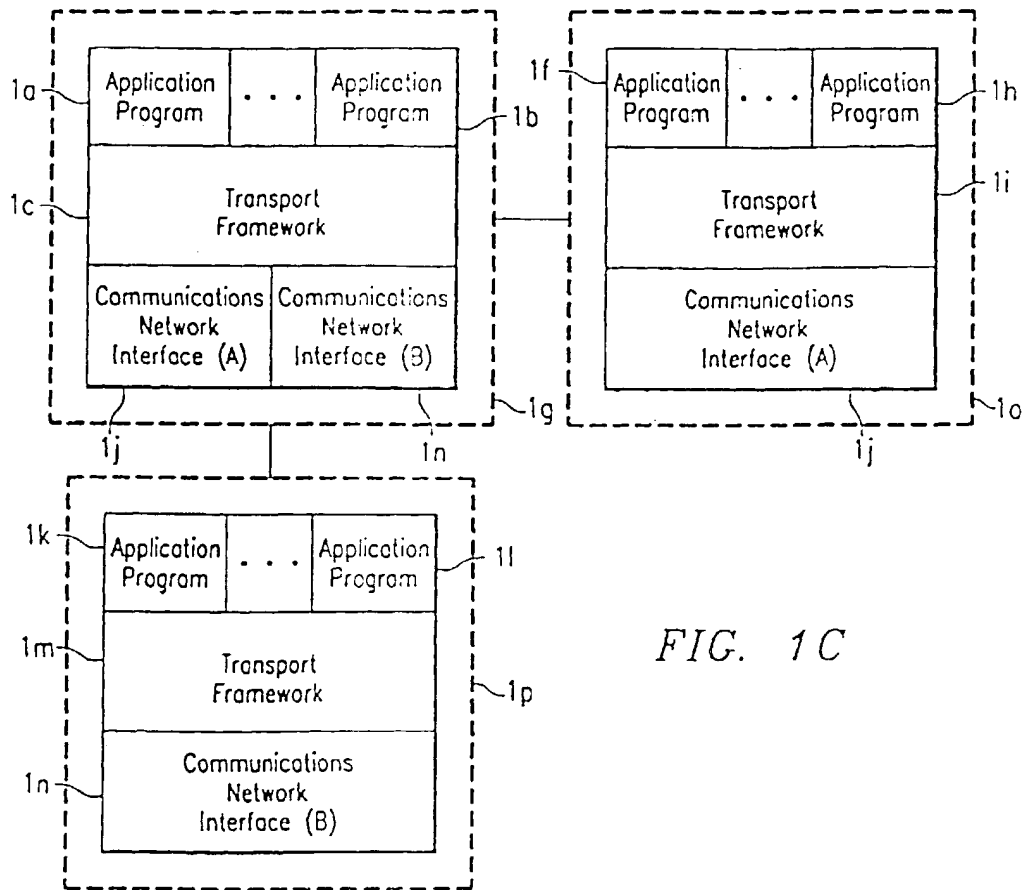 1a
Application
Program
. . .
Application
Program
1b
1c
Transport
Framework
Communications
Network
Interface (A)
Communications
Network
Interface (B)
1j
1n
1g
1f
Application
Program
. . .
Application
Program
1h
1i
Transport
Framework
Communications
Network
Interface (A)
1j
1o
1k
Application
Program
. . .
Application
Program
1l
1m
Transport
Framework
1p
1n
Communications
Network
Interface (B)
FIG. 1C